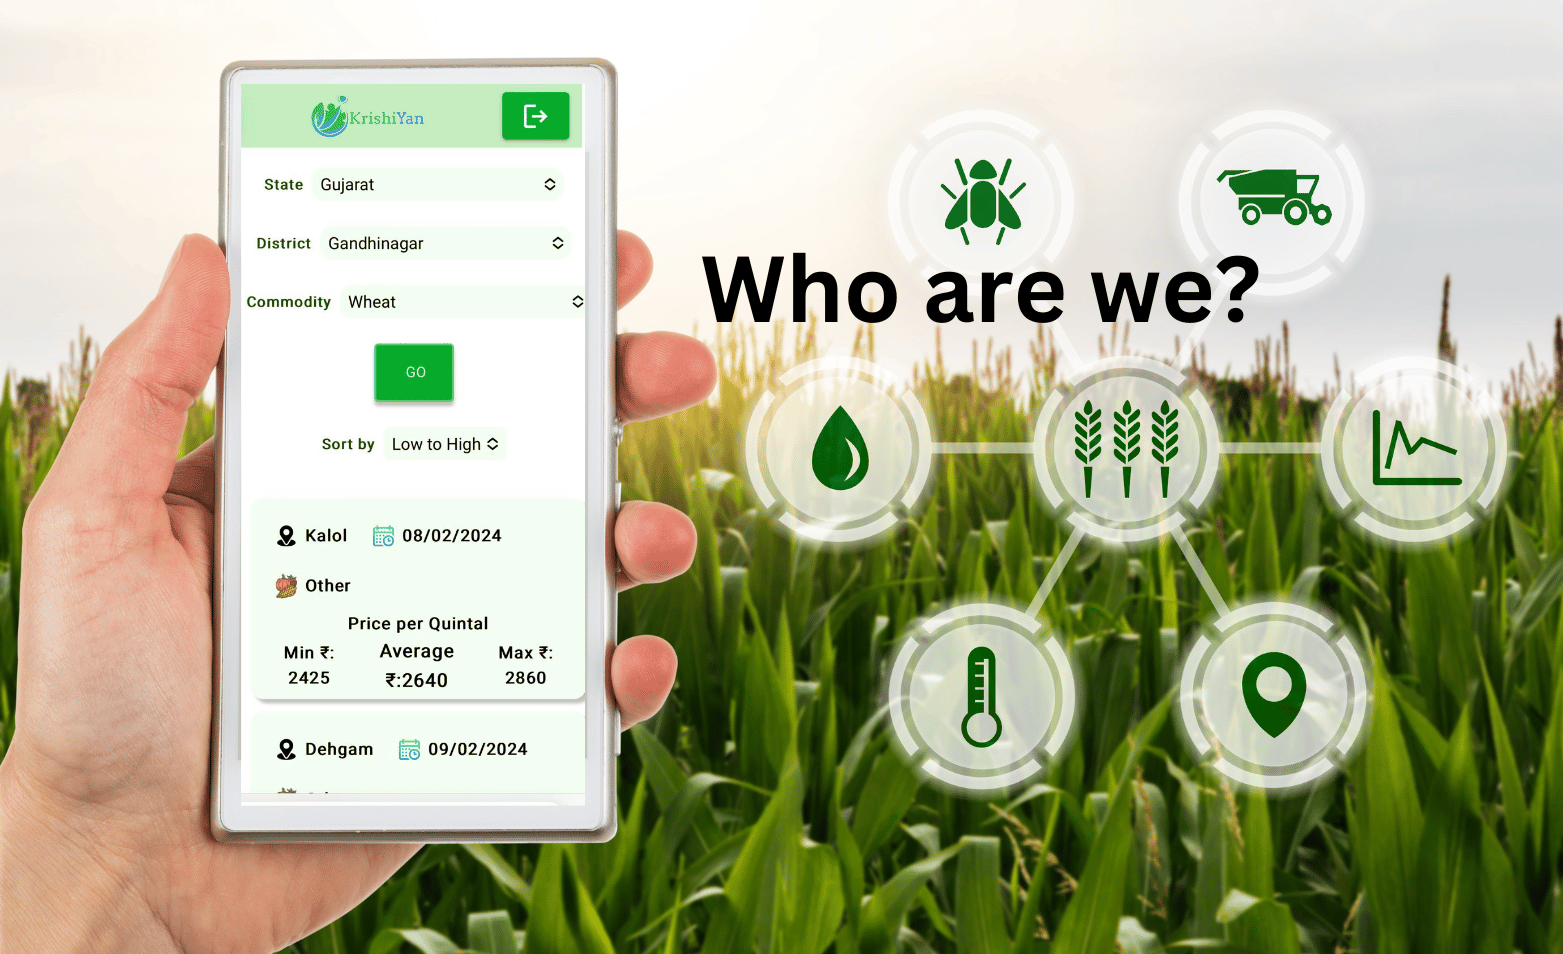 KrishiYan
State Gujarat
District Gandhinagar
Commodity Wheat
GO
Sort by Low to High
Kalol 08/02/2024
Other
Price per Quintal
Min ₹: Average Max ₹:
2425 ₹:2640 2860
Dehgam 09/02/2024
Who are we?